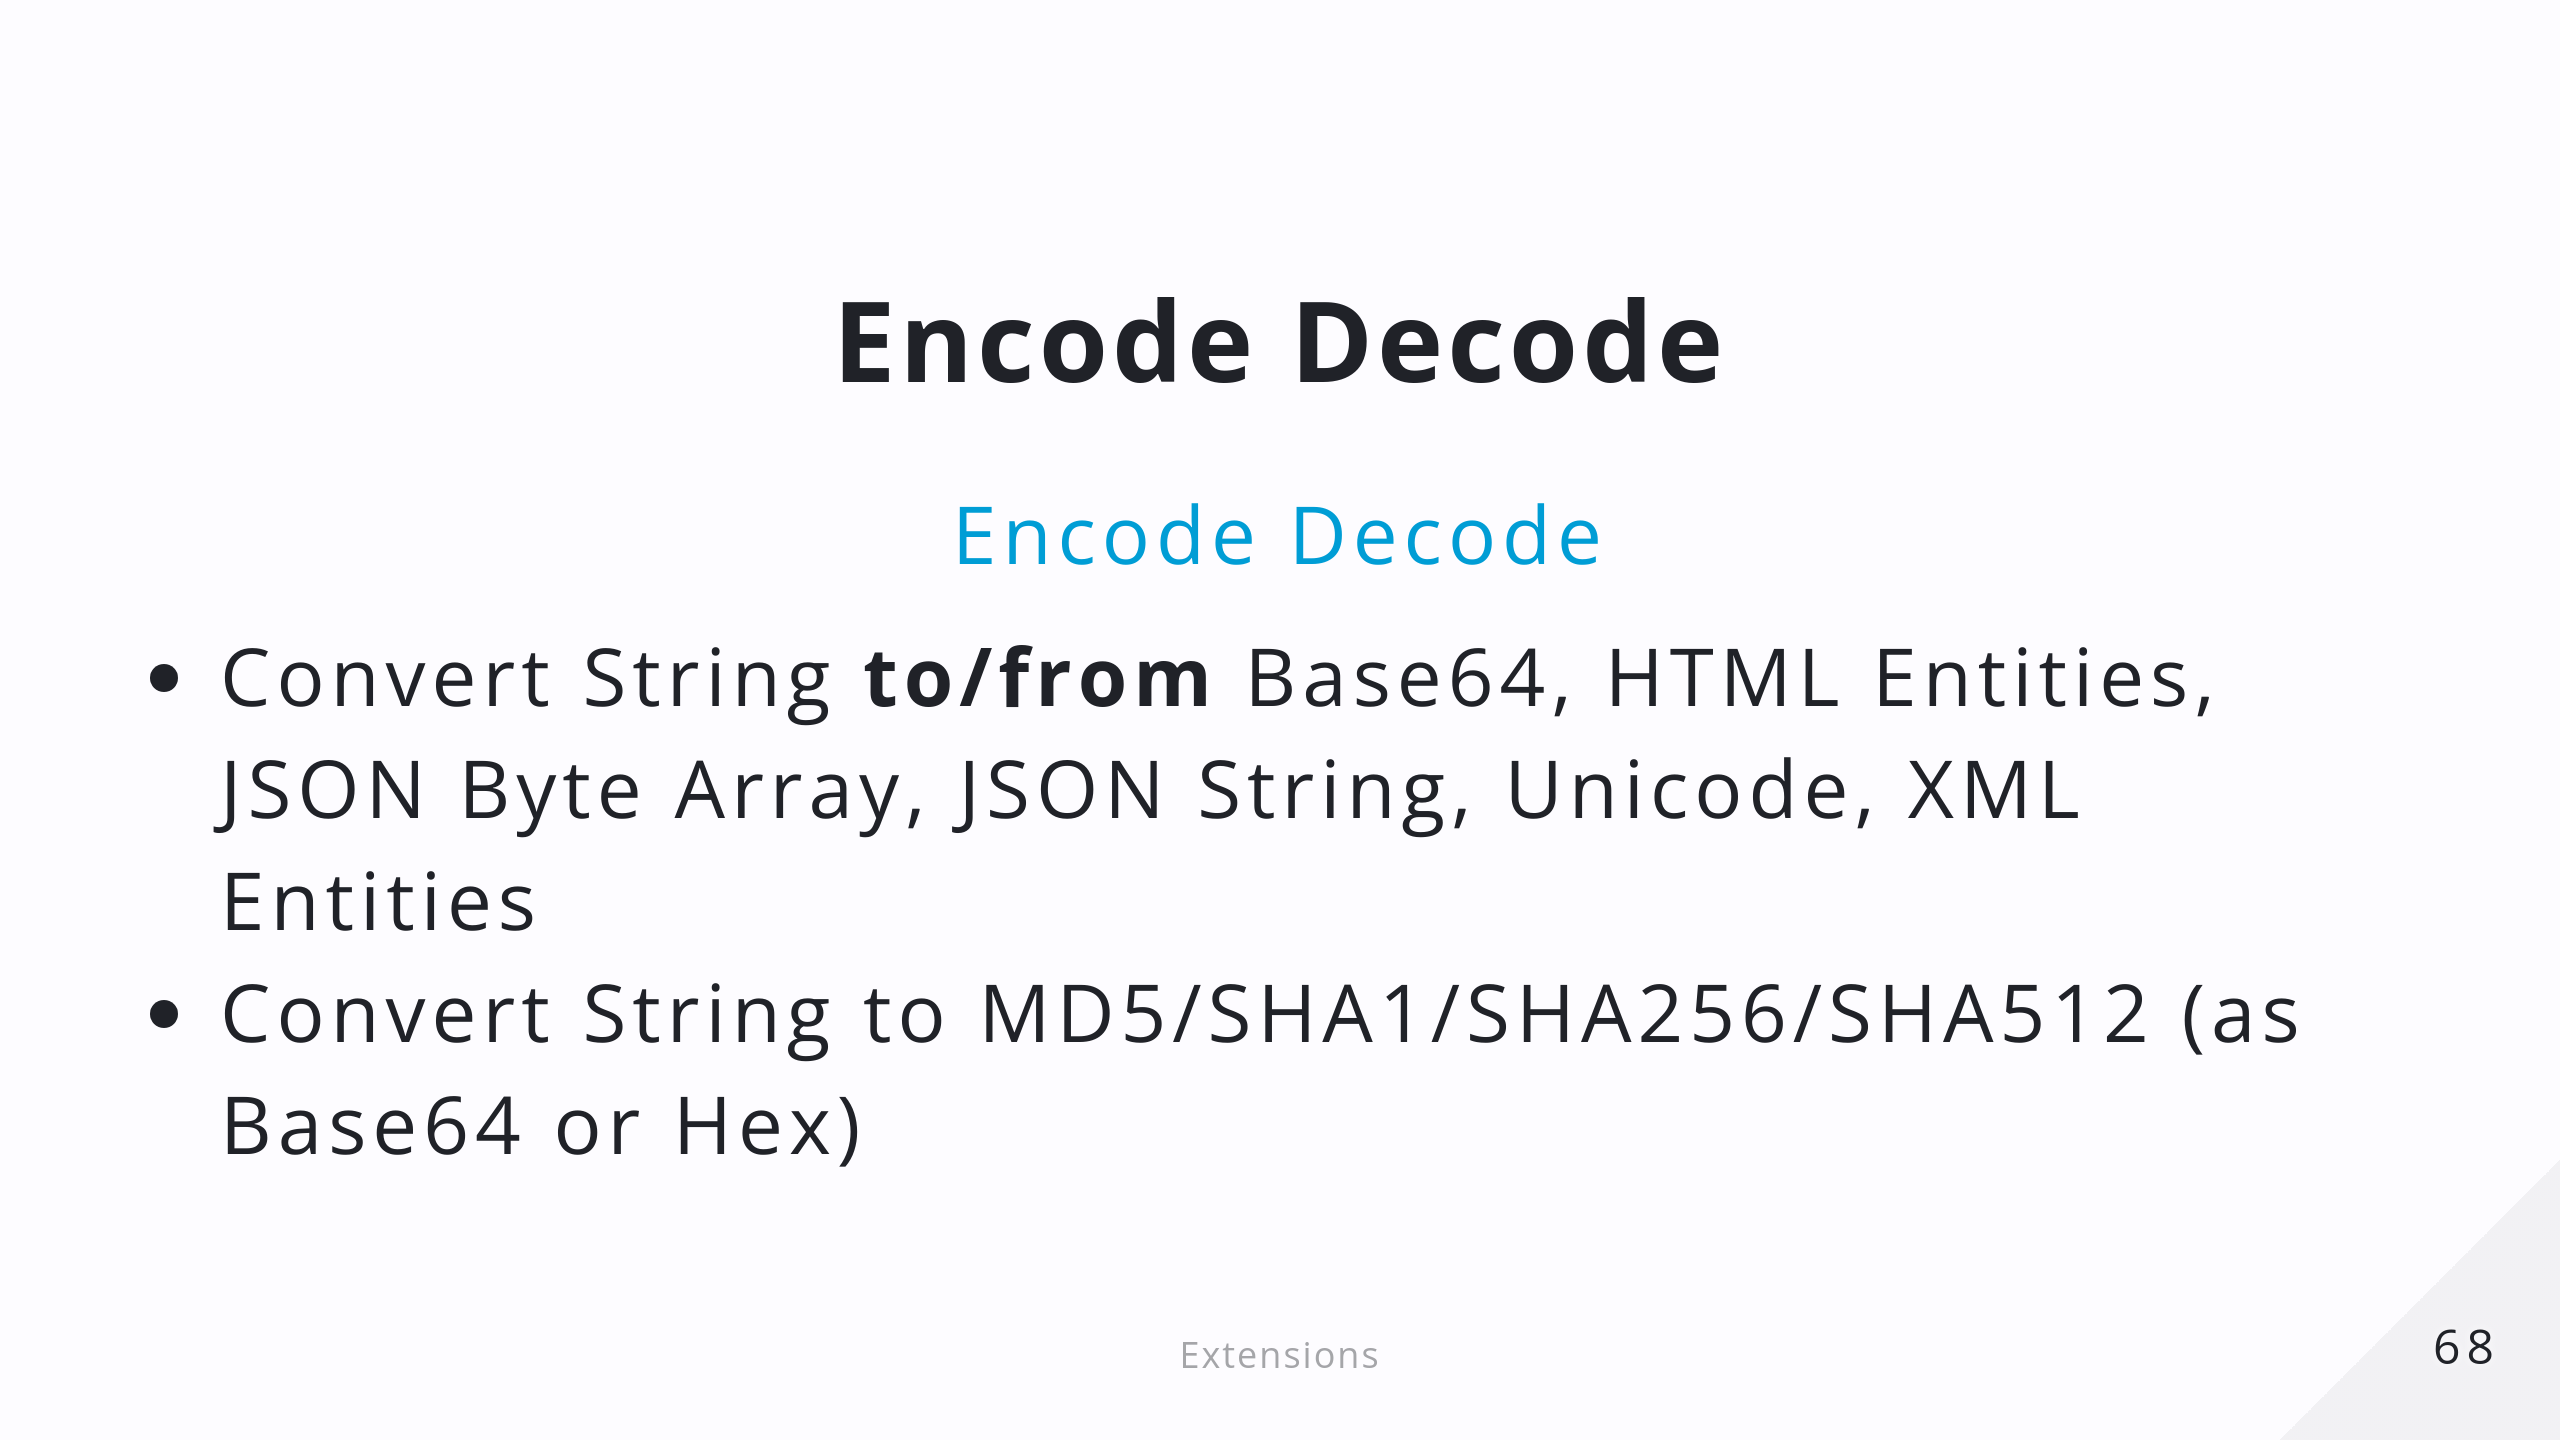 Encode Decode
Encode Decode
• Convert String to/from Base64, HTML Entities,
JSON Byte Array, JSON String, Unicode, XML
Entities
• Convert String to MD5/SHA1/SHA256/SHA512 (as
Base64 or Hex)
Extensions
68